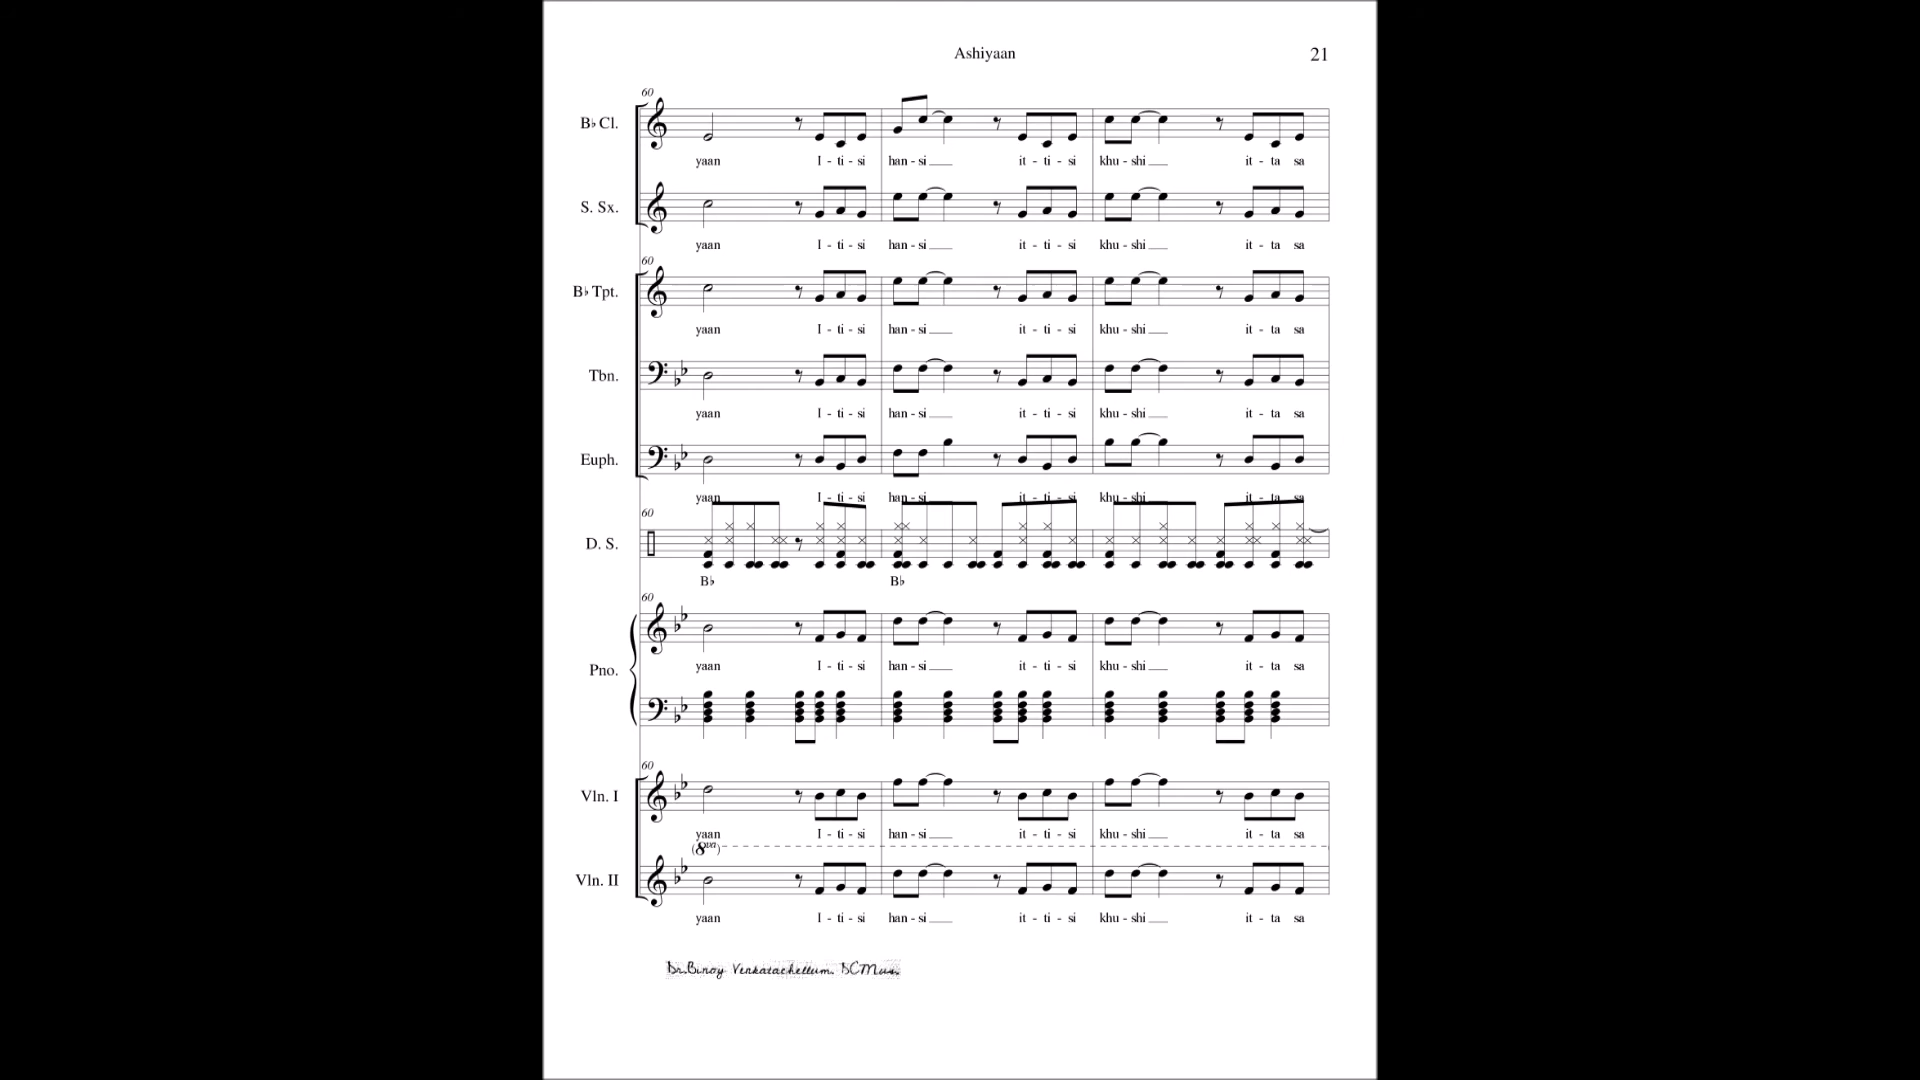 Ashiyaan 21
60
B♭ Cl.
yaan I - ti - si han - si it - ti - si khu - shi it - ta sa
S. Sx.
yaan I - ti - si han - si it - ti - si khu - shi it - ta sa
60
B♭ Tpt.
yaan I - ti - si han - si it - ti - si khu - shi it - ta sa
Tbn.
yaan I - ti - si han - si it - ti - si khu - shi it - ta sa
Euph.
yaan I - ti - si han - si it - ti - si khu - shi it - ta sa
60
D. S.
B♭ B♭
60
yaan I - ti - si han - si it - ti - si khu - shi it - ta sa
Pno.
60
Vln. I
yaan I - ti - si han - si it - ti - si khu - shi it - ta sa
(8va)
Vln. II
yaan I - ti - si han - si it - ti - si khu - shi it - ta sa
Dr.Binoy Venkatachellum. DCMus.